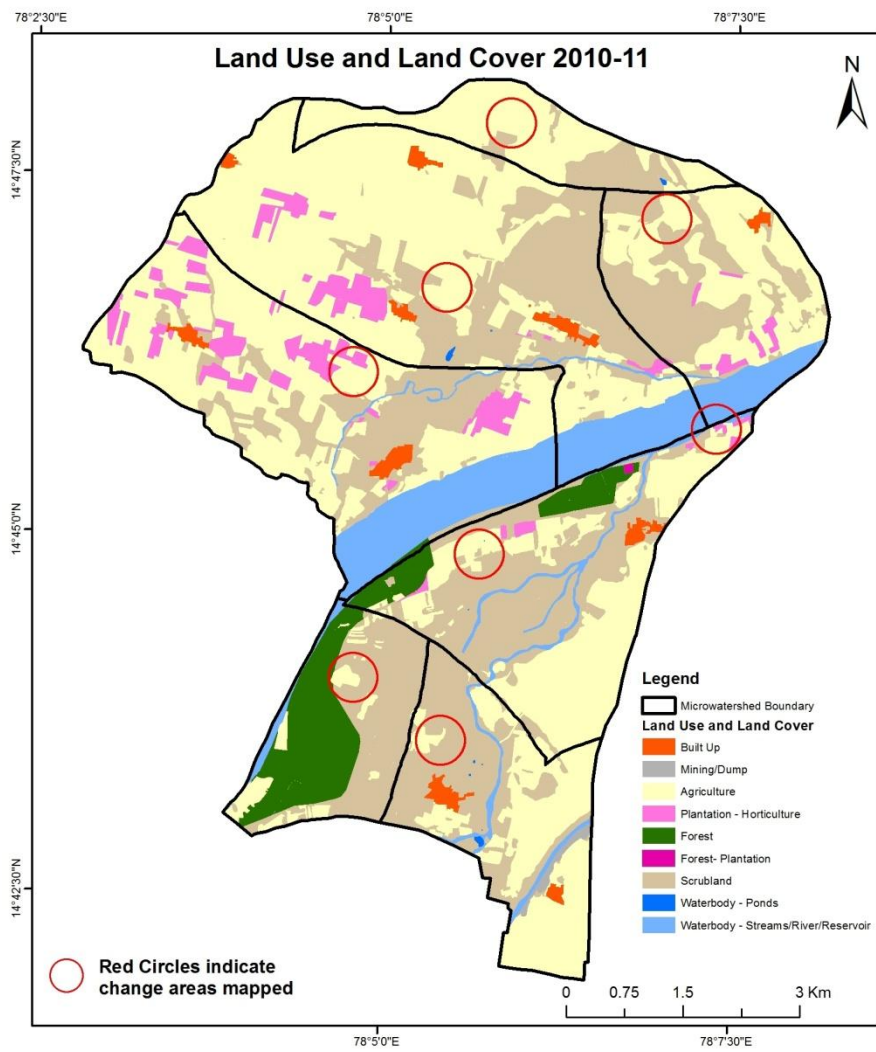 78°2'30"E
78°5'0"E
78°7'30"E
Land Use and Land Cover 2010-11
N
14°47'30"N
14°45'0"N
14°42'30"N
Legend
Microwatershed Boundary
Land Use and Land Cover
Built Up
Mining/Dump
Agriculture
Plantation - Horticulture
Forest
Forest- Plantation
Scrubland
Waterbody - Ponds
Waterbody - Streams/River/Reservoir
Red Circles indicate
change areas mapped
0 0.75 1.5 3 Km
78°5'0"E
78°7'30"E